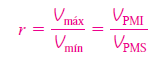 r = V_máx / V_mín = V_PMI / V_PMS